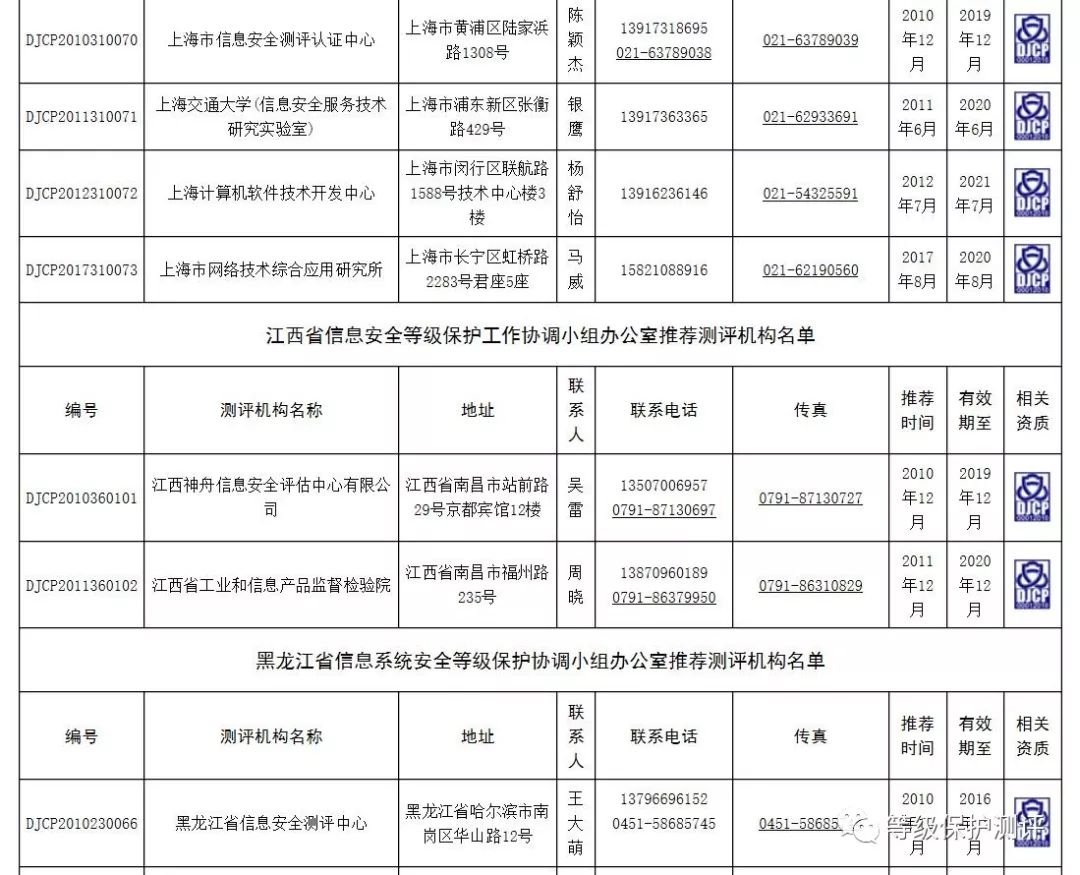 DJCP2010310070 上海市信息安全测评认证中心 上海市黄浦区陆家浜路1308号 陈颖杰 13917318695 021-63789038 021-63789039 2010年12月 2019年12月 DJCP
DJCP2011310071 上海交通大学(信息安全服务技术研究实验室) 上海市浦东新区张衡路429号 银鹰 13917363365 021-62933691 2011年6月 2020年6月 DJCP
DJCP2012310072 上海计算机软件技术开发中心 上海市闵行区联航路1588号技术中心楼3楼 杨舒怡 13916236146 021-54325591 2012年7月 2021年7月 DJCP
DJCP2017310073 上海市网络技术综合应用研究所 上海市长宁区虹桥路2283号君座5座 马威 15821088916 021-62190560 2017年8月 2020年8月 DJCP
江西省信息安全等级保护工作协调小组办公室推荐测评机构名单
编号 测评机构名称 地址 联系人 联系电话 传真 推荐时间 有效期至 相关资质
DJCP2010360101 江西神舟信息安全评估中心有限公司 江西省南昌市站前路29号京都宾馆12楼 吴雷 13507006957 0791-87130697 0791-87130727 2010年12月 2019年12月 DJCP
DJCP2011360102 江西省工业和信息产品监督检验院 江西省南昌市福州路235号 周晓 13870960189 0791-86379950 0791-86310829 2011年12月 2020年12月 DJCP
黑龙江省信息系统安全等级保护协调小组办公室推荐测评机构名单
编号 测评机构名称 地址 联系人 联系电话 传真 推荐时间 有效期至 相关资质
DJCP2010230066 黑龙江省信息安全测评中心 黑龙江省哈尔滨市南岗区华山路12号 王大萌 13796696152 0451-58685745 2010 月 2016 月
等级保护测评